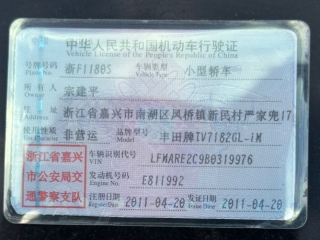 中华人民共和国机动车行驶证
Vehicle License of the People's Republic of China
号牌号码 浙F1180S 车辆类型 小型轿车
Plate No.
所有人 宗建平
Owner
住址 浙江省嘉兴市南湖区凤桥镇新民村严家兜17
使用性质 非营运 品牌型号 丰田牌TV7182GL-iM
浙江省嘉兴市公安局交通警察支队
车辆识别代号 LFMARE2C9B0319976
VIN
发动机号码 E811992
Engine No.
注册日期 2011-04-20 发证日期 2011-04-20
Register Date Issue Date